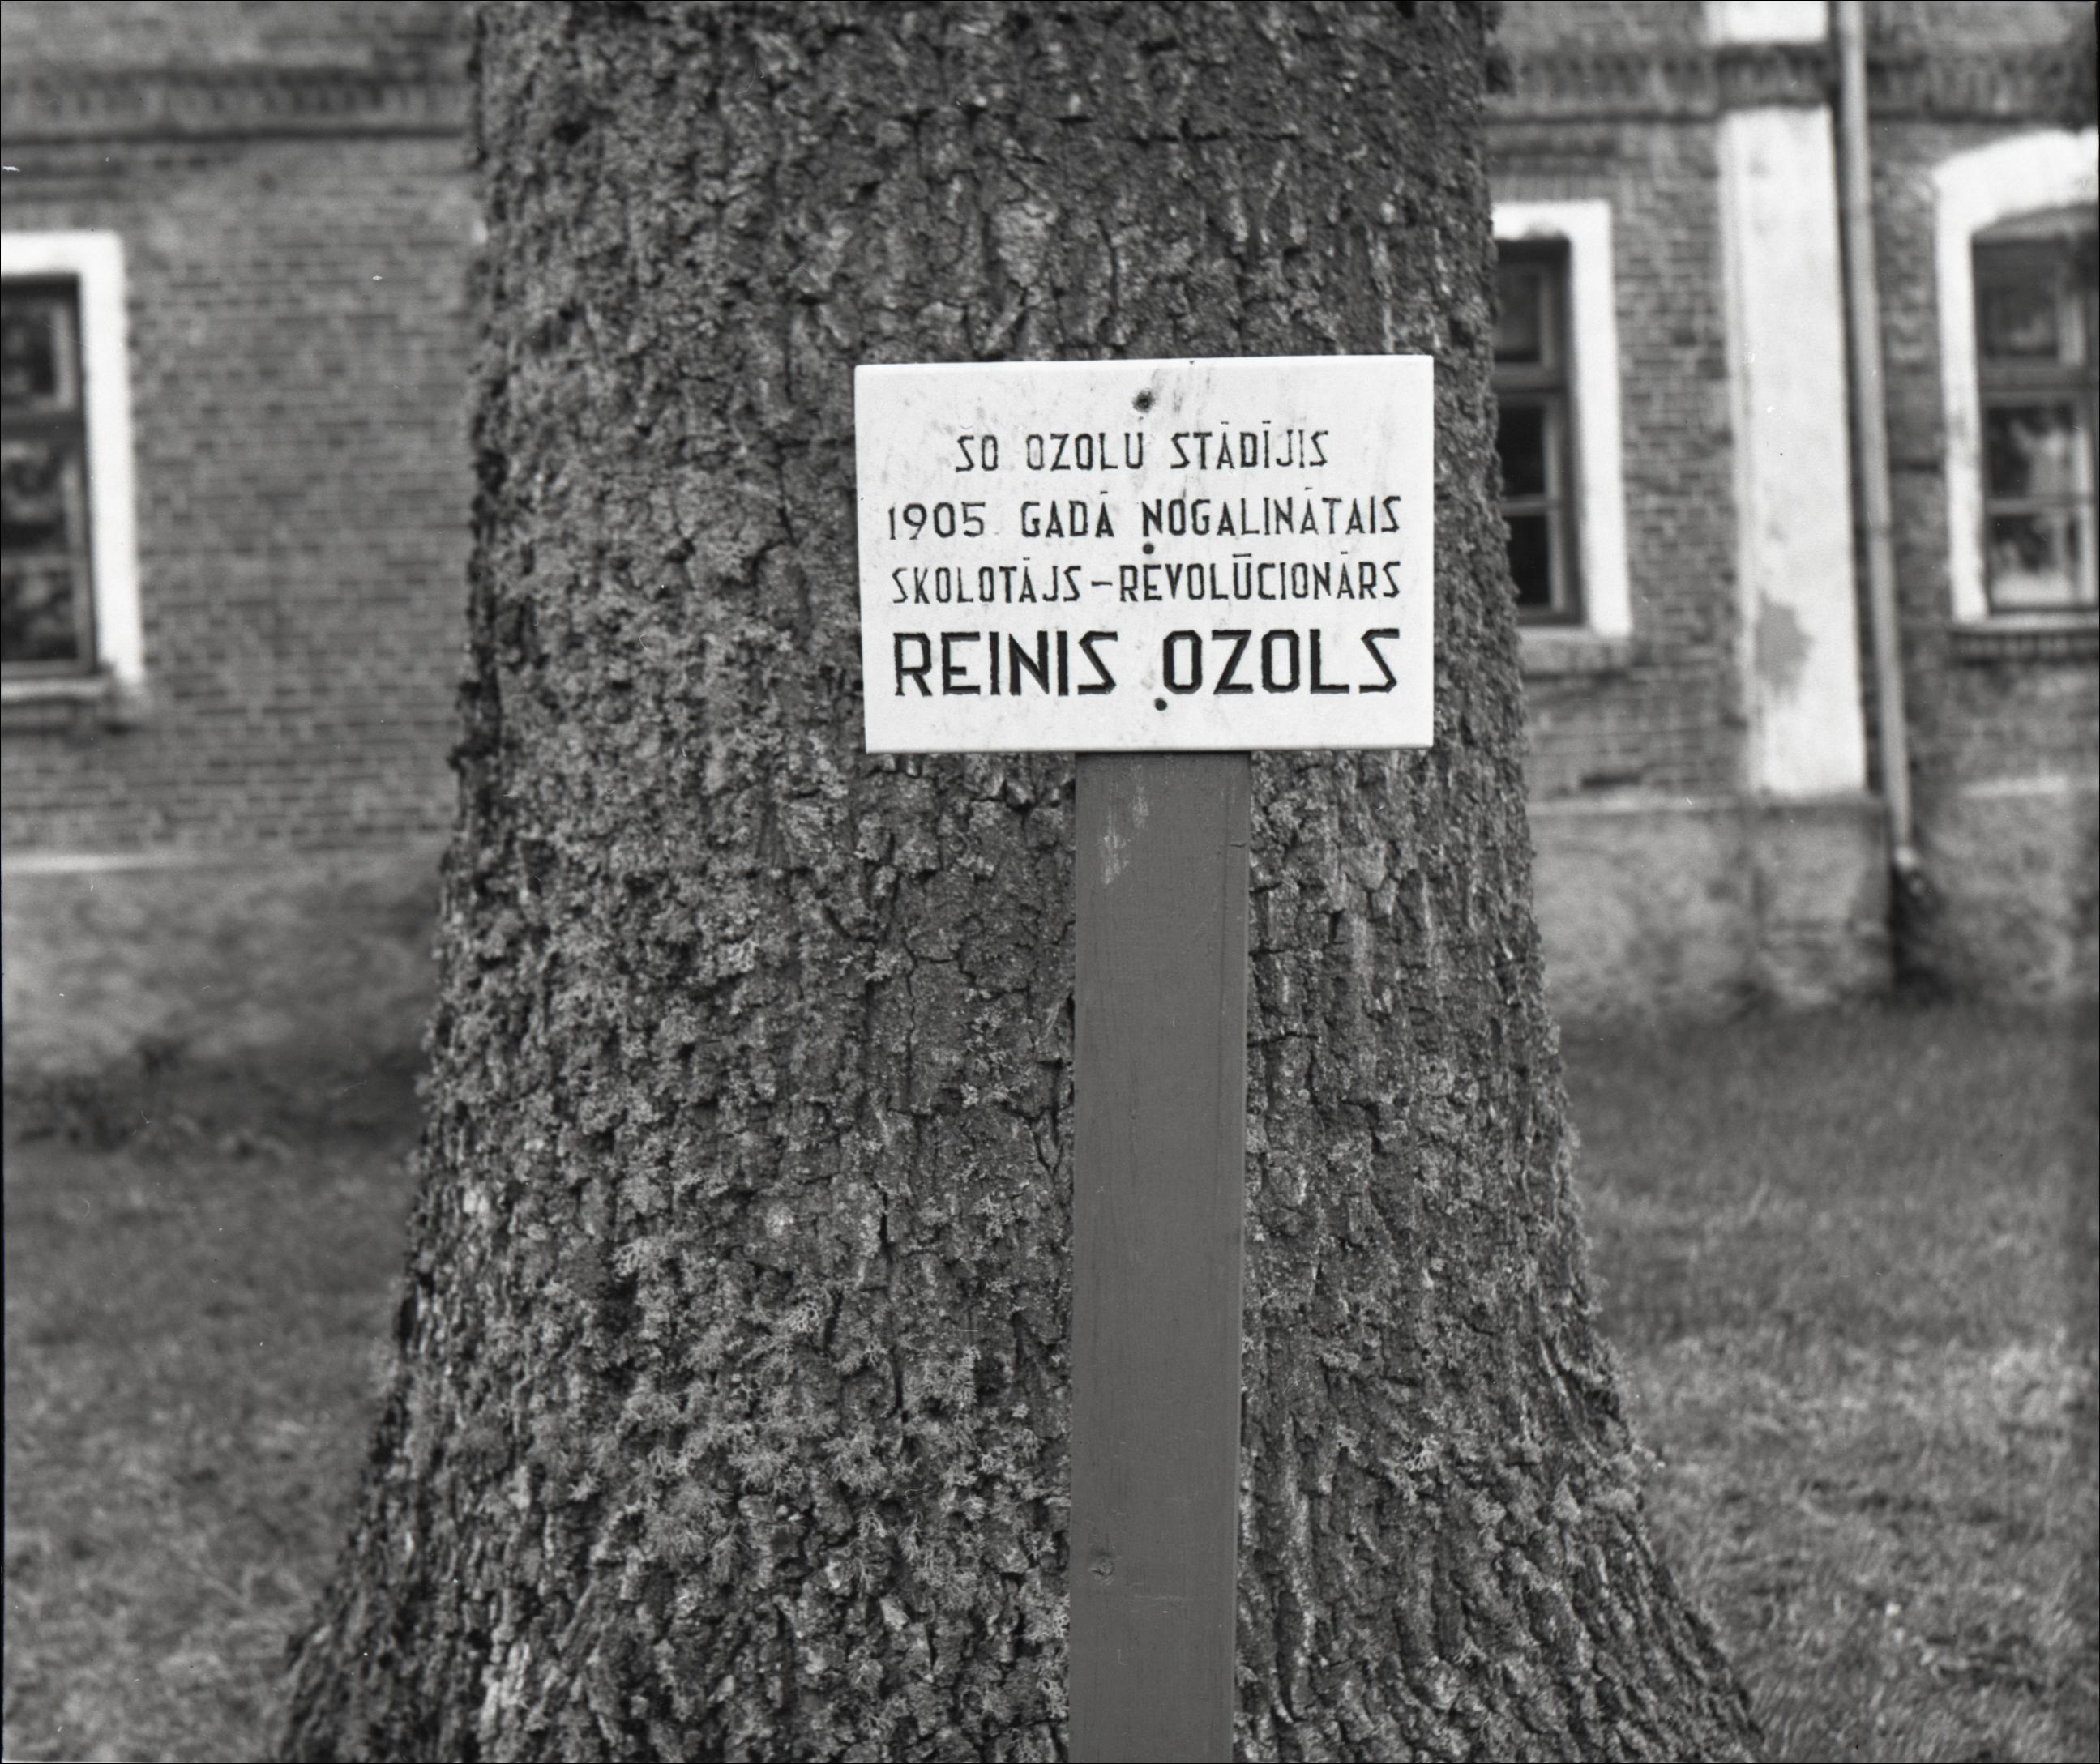 ŠO OZOLU STĀDĪJIS
1905 GADĀ NOGALINĀTAIS
SKOLOTĀJS-REVOLŪCIONĀRS
REINIS OZOLS